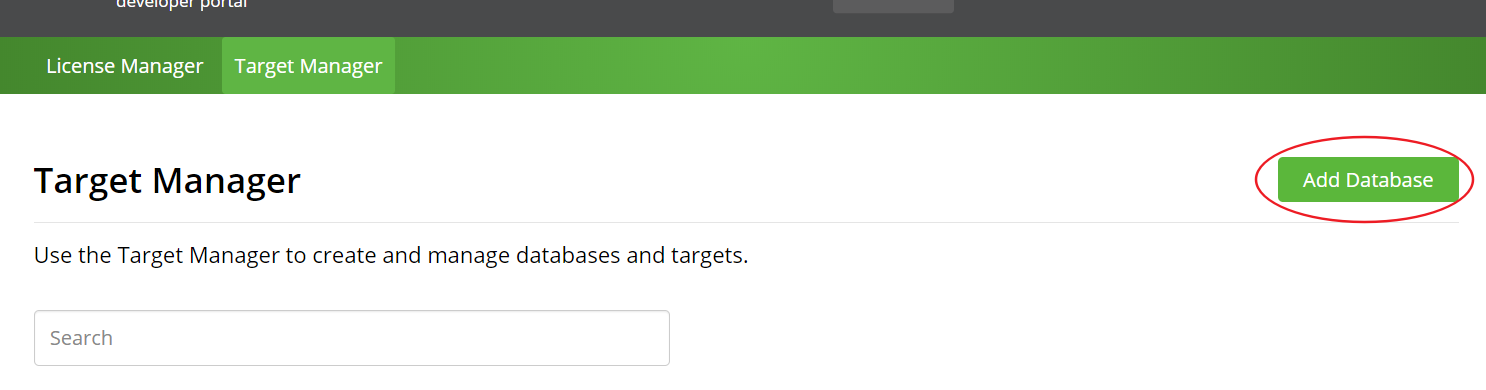 developer portal
License Manager
Target Manager
Target Manager
Add Database
Use the Target Manager to create and manage databases and targets.
Search